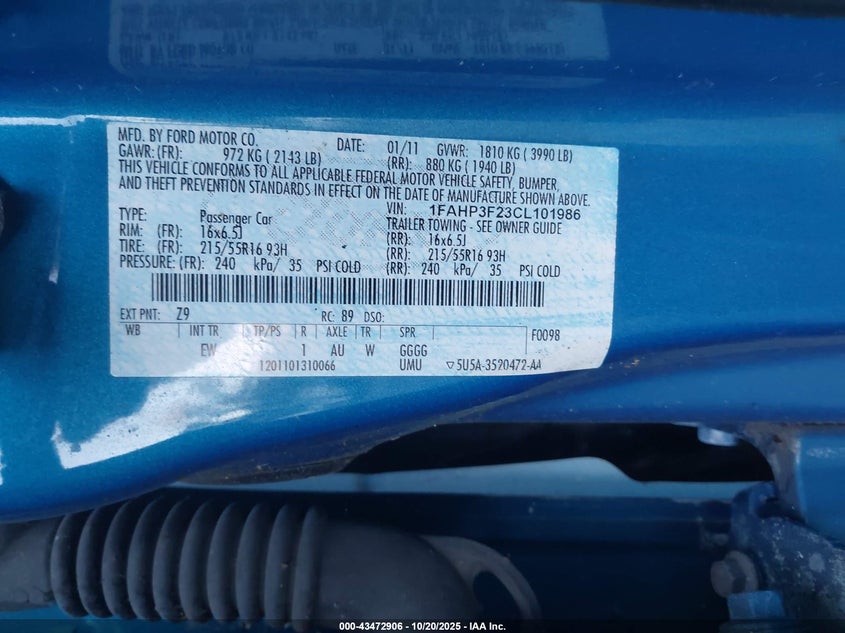 MFD. BY FORD MOTOR CO. DATE: 01/11 GVWR: 1810 KG ( 3990 LB)
GAWR: (FR): 972 KG ( 2143 LB) (RR): 880 KG ( 1940 LB)
THIS VEHICLE CONFORMS TO ALL APPLICABLE FEDERAL MOTOR VEHICLE SAFETY, BUMPER,
AND THEFT PREVENTION STANDARDS IN EFFECT ON THE DATE OF MANUFACTURE SHOWN ABOVE.
VIN: 1FAHP3F23CL101986
TYPE: Passenger Car TRAILER TOWING - SEE OWNER GUIDE
RIM: (FR): 16x6.5J (RR): 16x6.5J
TIRE: (FR): 215/55R16 93H (RR): 215/55R16 93H
PRESSURE: (FR): 240 kPa/ 35 PSI COLD (RR): 240 kPa/ 35 PSI COLD
EXT PNT: Z9 RC: 89 DSO:
WB INT TR TP/PS R AXLE TR SPR F0098
EW 1 AU W GGGG
1201101310066 UMU ▽5U5A-3520472-AA
000-43472906 | 10/20/2025 - IAA Inc.